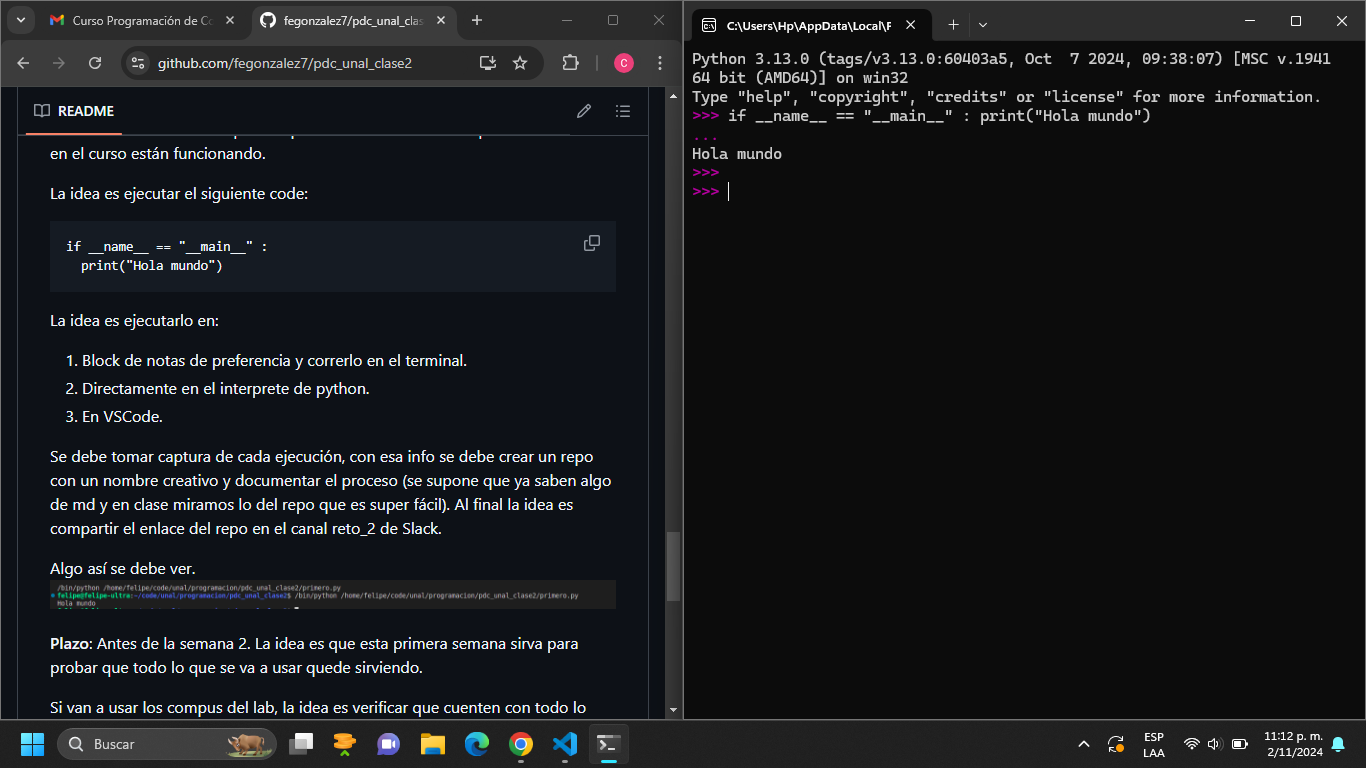 Curso Programación de Co
fegonzalez7/pdc_unal_clas
github.com/fegonzalez7/pdc_unal_clase2
C
README
en el curso están funcionando.
La idea es ejecutar el siguiente code:
if __name__ == "__main__" :
print("Hola mundo")
La idea es ejecutarlo en:
1. Block de notas de preferencia y correrlo en el terminal.
2. Directamente en el interprete de python.
3. En VSCode.
Se debe tomar captura de cada ejecución, con esa info se debe crear un repo
con un nombre creativo y documentar el proceso (se supone que ya saben algo
de md y en clase miramos lo del repo que es super fácil). Al final la idea es
compartir el enlace del repo en el canal reto_2 de Slack.
Algo así se debe ver.
/bin/python /home/felipe/code/unal/programacion/pdc_unal_clase2/primero.py
felipe@felipe-ultra:~/code/unal/programacion/pdc_unal_clase2$ /bin/python /home/felipe/code/unal/programacion/pdc_unal_clase2/primero.py
Hola mundo
Plazo: Antes de la semana 2. La idea es que esta primera semana sirva para
probar que todo lo que se va a usar quede sirviendo.
Si van a usar los compus del lab, la idea es verificar que cuenten con todo lo
C:\Users\Hp\AppData\Local\F
Python 3.13.0 (tags/v3.13.0:60403a5, Oct  7 2024, 09:38:07) [MSC v.1941
64 bit (AMD64)] on win32
Type "help", "copyright", "credits" or "license" for more information.
>>> if __name__ == "__main__" : print("Hola mundo")
...
Hola mundo
>>>
>>>
Buscar
ESP
LAA
11:12 p. m.
2/11/2024